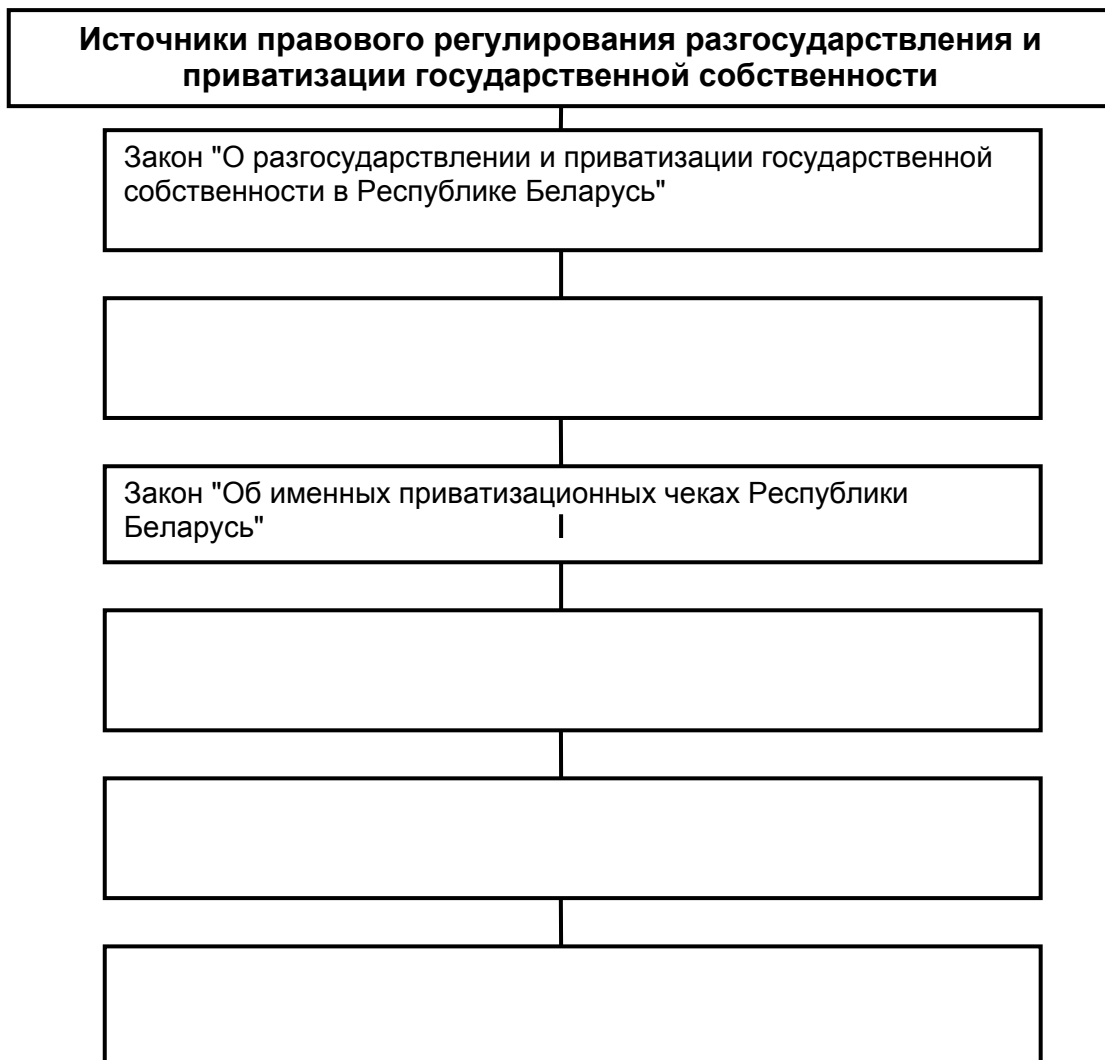 Источники правового регулирования разгосударствления и
приватизации государственной собственности
Закон "О разгосударствлении и приватизации государственной
собственности в Республике Беларусь"
Закон "Об именных приватизационных чеках Республики
Беларусь"